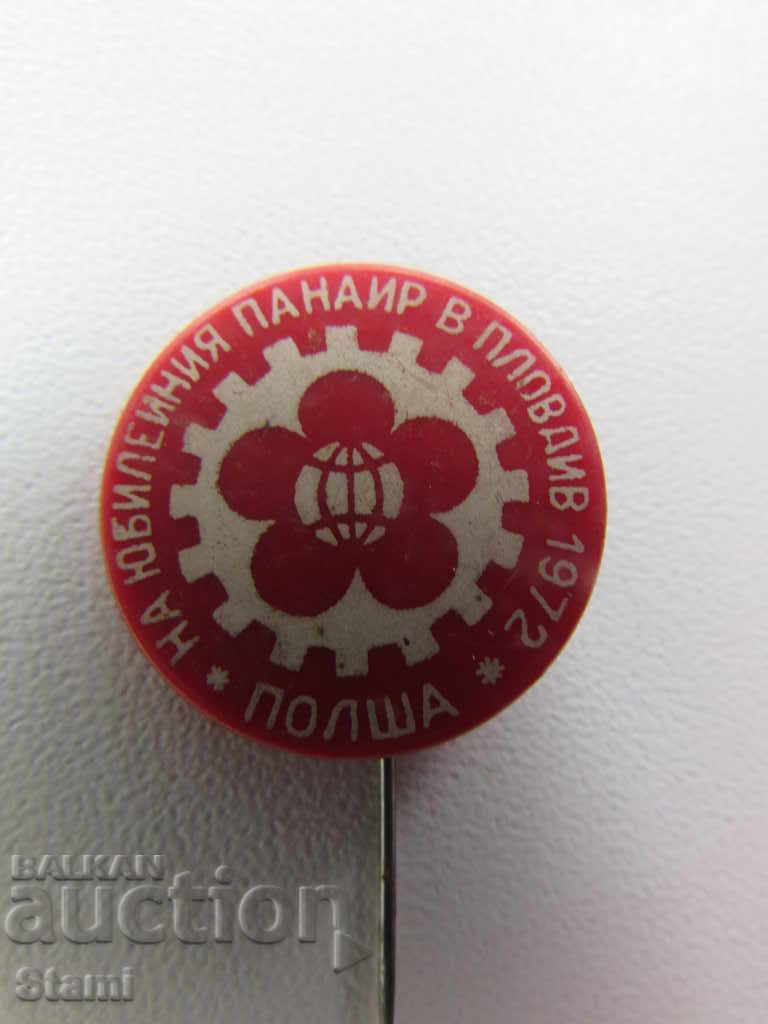 НА ЮБИЛЕЙНИЯ ПАНАИР В ПЛОВДИВ 1972
* ПОЛША *
BALKAN
auction
Stami